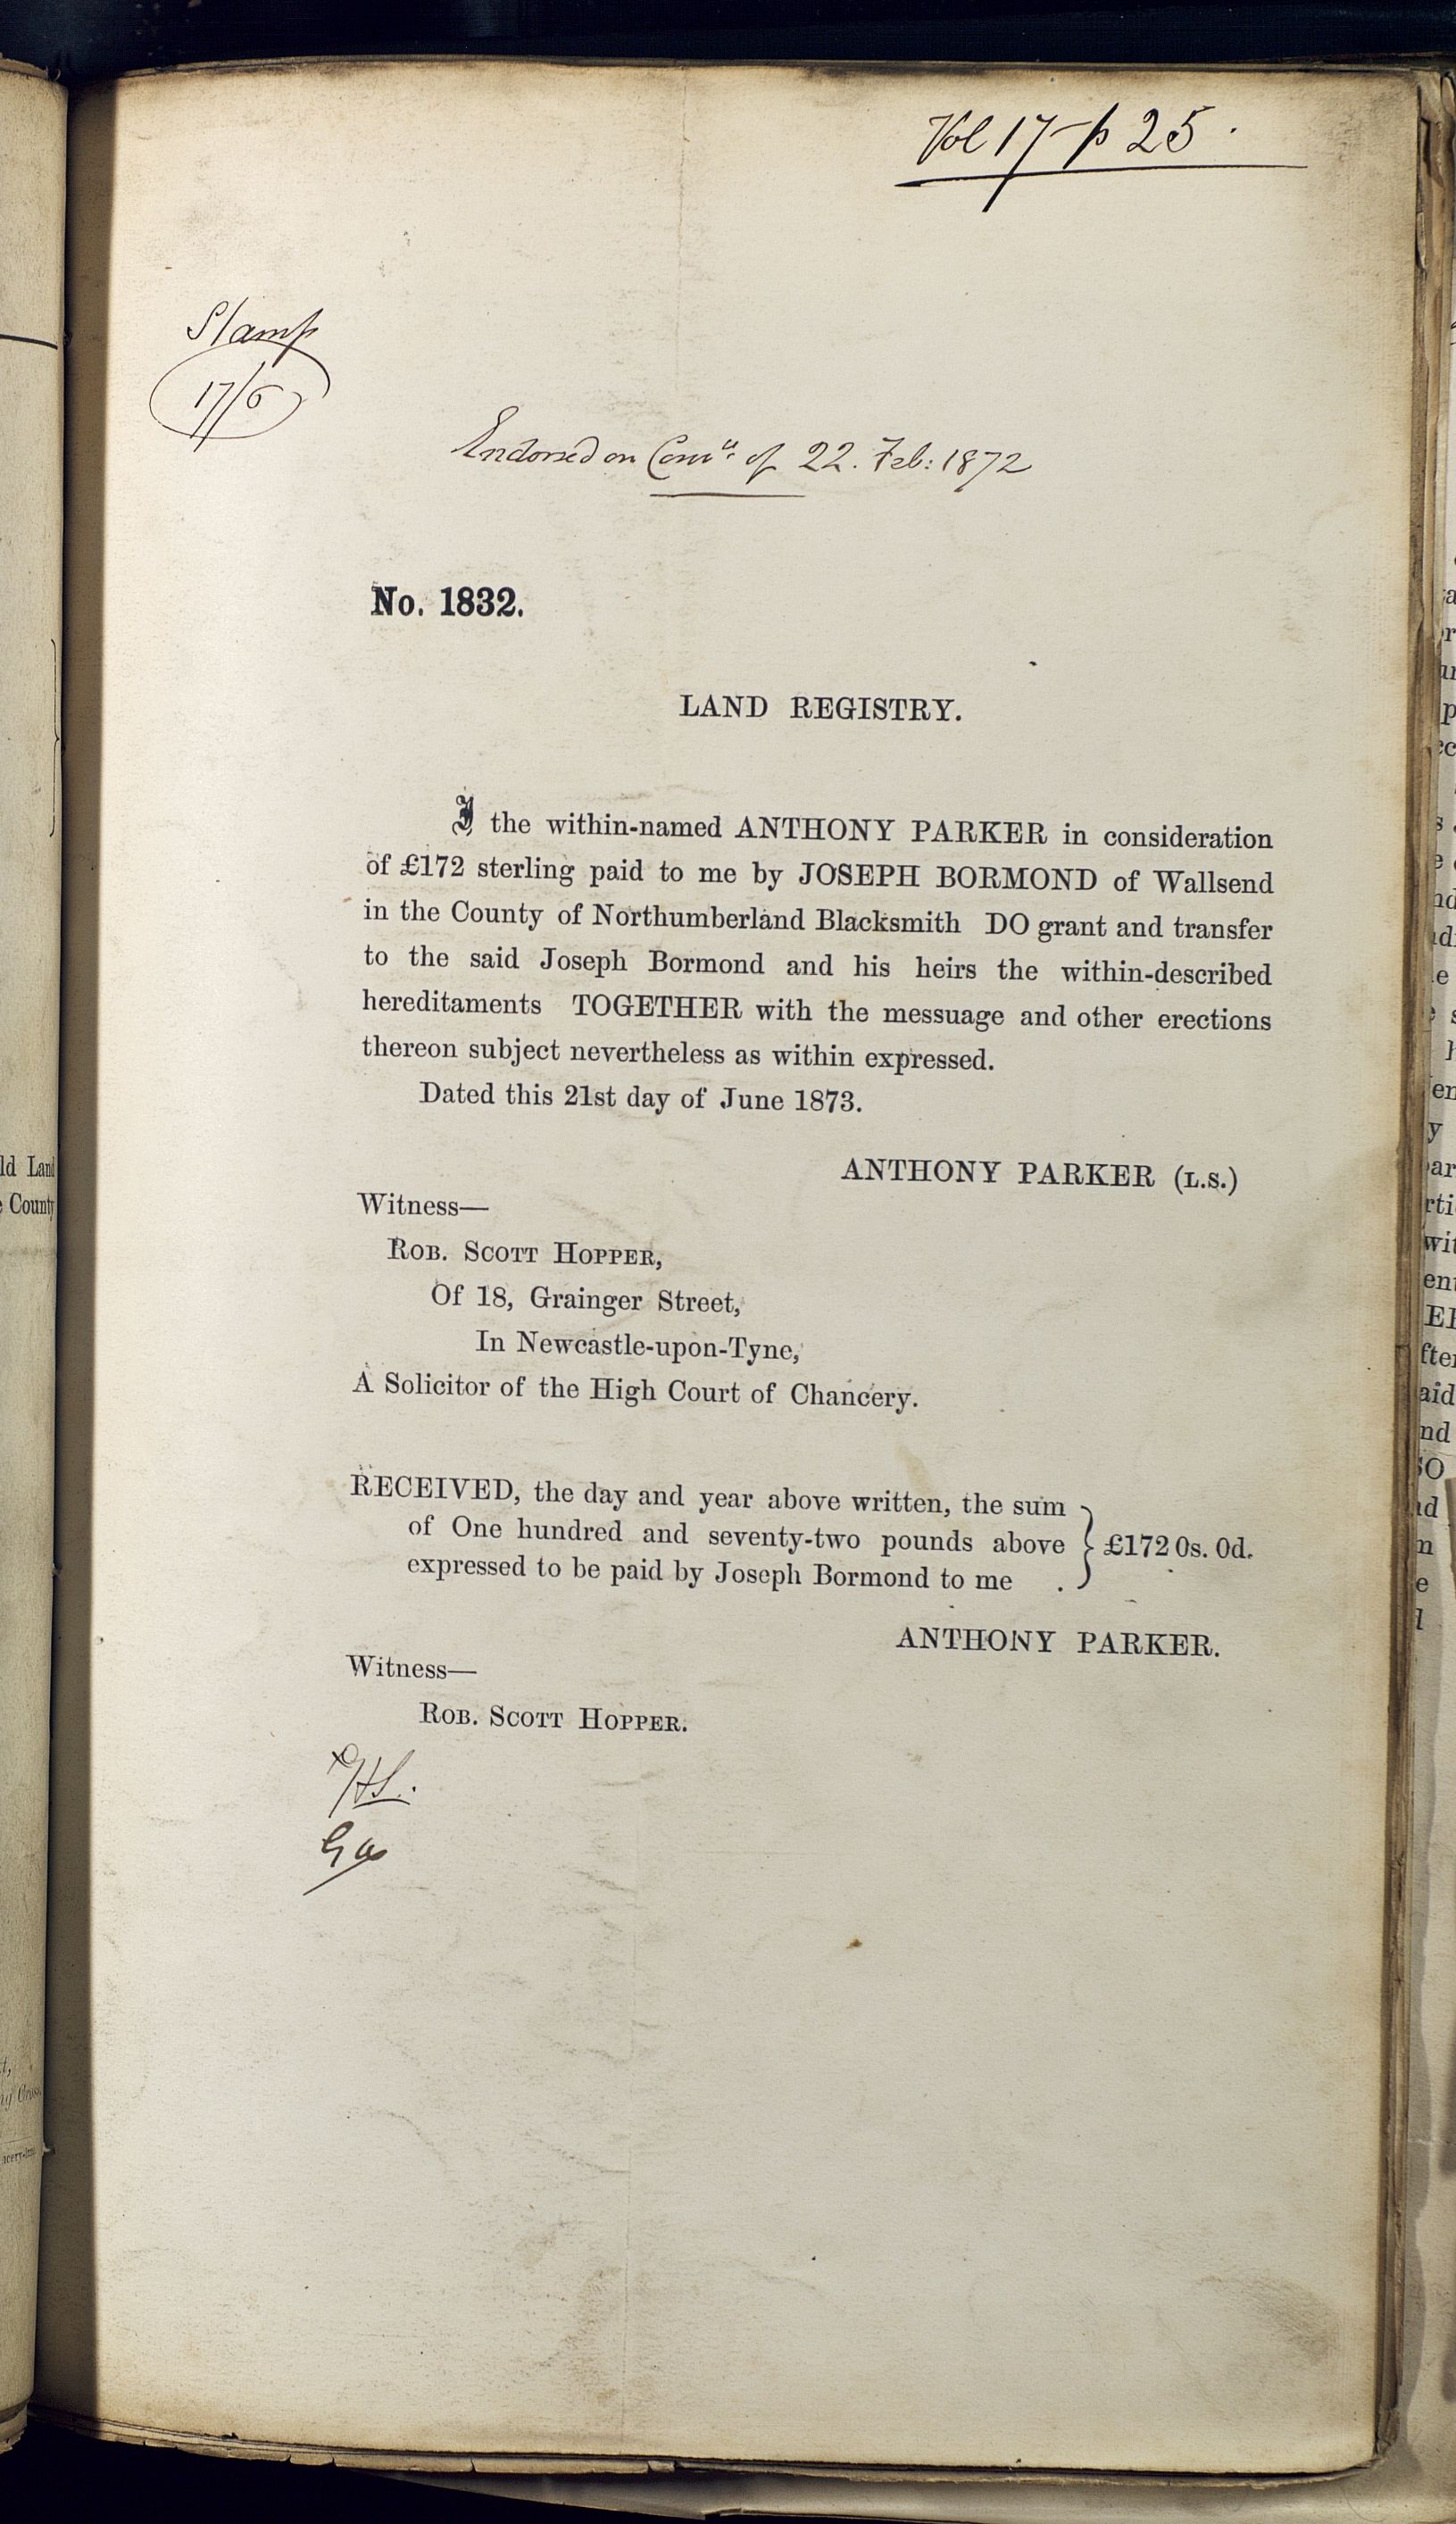 Vol 17 - p 25.
Stamp
17/6
Endorsed on Conv.ce of 22. Feb: 1872
No. 1832.
LAND REGISTRY.
I the within-named ANTHONY PARKER in consideration
of £172 sterling paid to me by JOSEPH BORMOND of Wallsend
in the County of Northumberland Blacksmith DO grant and transfer
to the said Joseph Bormond and his heirs the within-described
hereditaments TOGETHER with the messuage and other erections
thereon subject nevertheless as within expressed.
Dated this 21st day of June 1873.
ANTHONY PARKER (L.S.)
Witness—
ROB. SCOTT HOPPER,
Of 18, Grainger Street,
In Newcastle-upon-Tyne,
A Solicitor of the High Court of Chancery.
RECEIVED, the day and year above written, the sum
of One hundred and seventy-two pounds above
expressed to be paid by Joseph Bormond to me . } £172 0s. 0d.
ANTHONY PARKER.
Witness—
ROB. SCOTT HOPPER.
ld Land
County